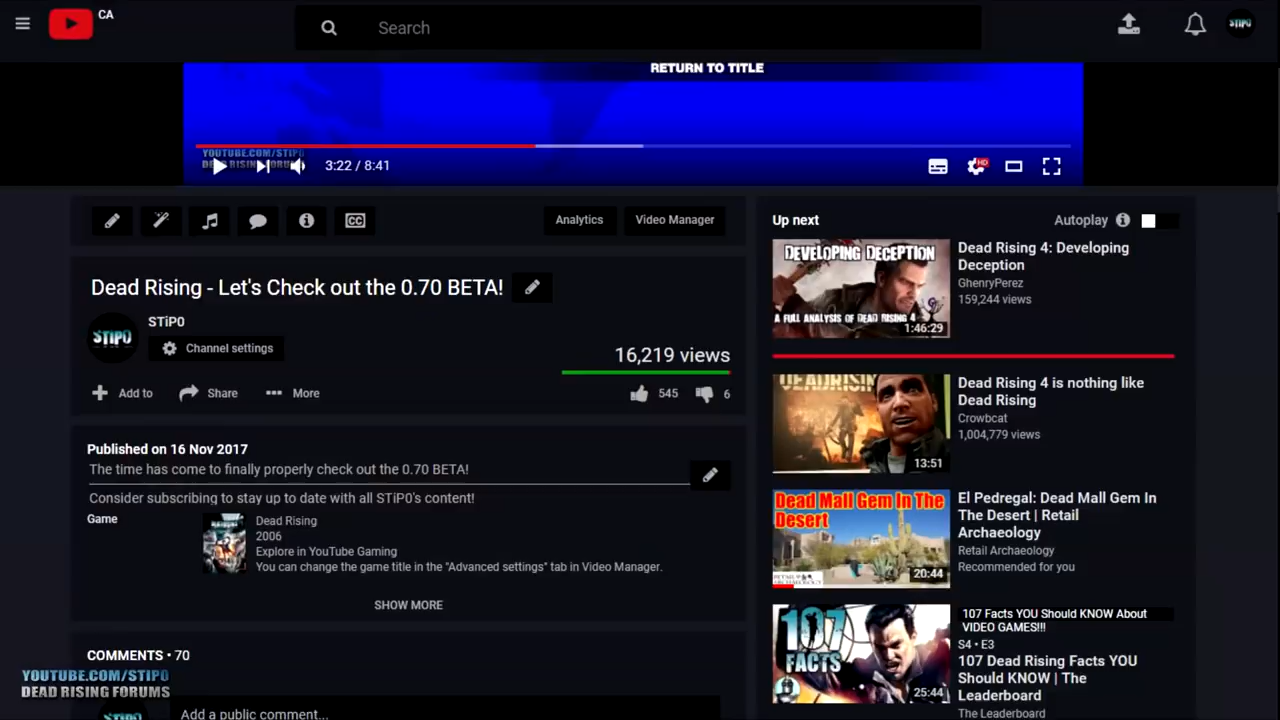 CA
Search
STiP0
RETURN TO TITLE
YOUTUBE.COM/STIP0
3:22 / 8:41
HD
CC
Analytics
Video Manager
Dead Rising - Let's Check out the 0.70 BETA!
STiP0
STiP0
Channel settings
16,219 views
Add to
Share
More
545
6
Published on 16 Nov 2017
The time has come to finally properly check out the 0.70 BETA!
Consider subscribing to stay up to date with all STiP0's content!
Game
Dead Rising
2006
Explore in YouTube Gaming
You can change the game title in the "Advanced settings" tab in Video Manager.
SHOW MORE
COMMENTS • 70
YOUTUBE.COM/STIP0
DEAD RISING FORUMS
Add a public comment...
Up next
Autoplay
DEVELOPING DECEPTION
A FULL ANALYSIS OF DEAD RISING 4
1:46:29
Dead Rising 4: Developing
Deception
GhenryPerez
159,244 views
DEADRISIN
13:51
Dead Rising 4 is nothing like
Dead Rising
Crowbcat
1,004,779 views
Dead Mall Gem In The
Desert
RETAIL ARCHAEOLOGY
20:44
El Pedregal: Dead Mall Gem In
The Desert | Retail
Archaeology
Retail Archaeology
Recommended for you
107
FACTS
25:44
107 Facts YOU Should KNOW About
VIDEO GAMES!!!
S4 • E3
107 Dead Rising Facts YOU
Should KNOW | The
Leaderboard
The Leaderboard